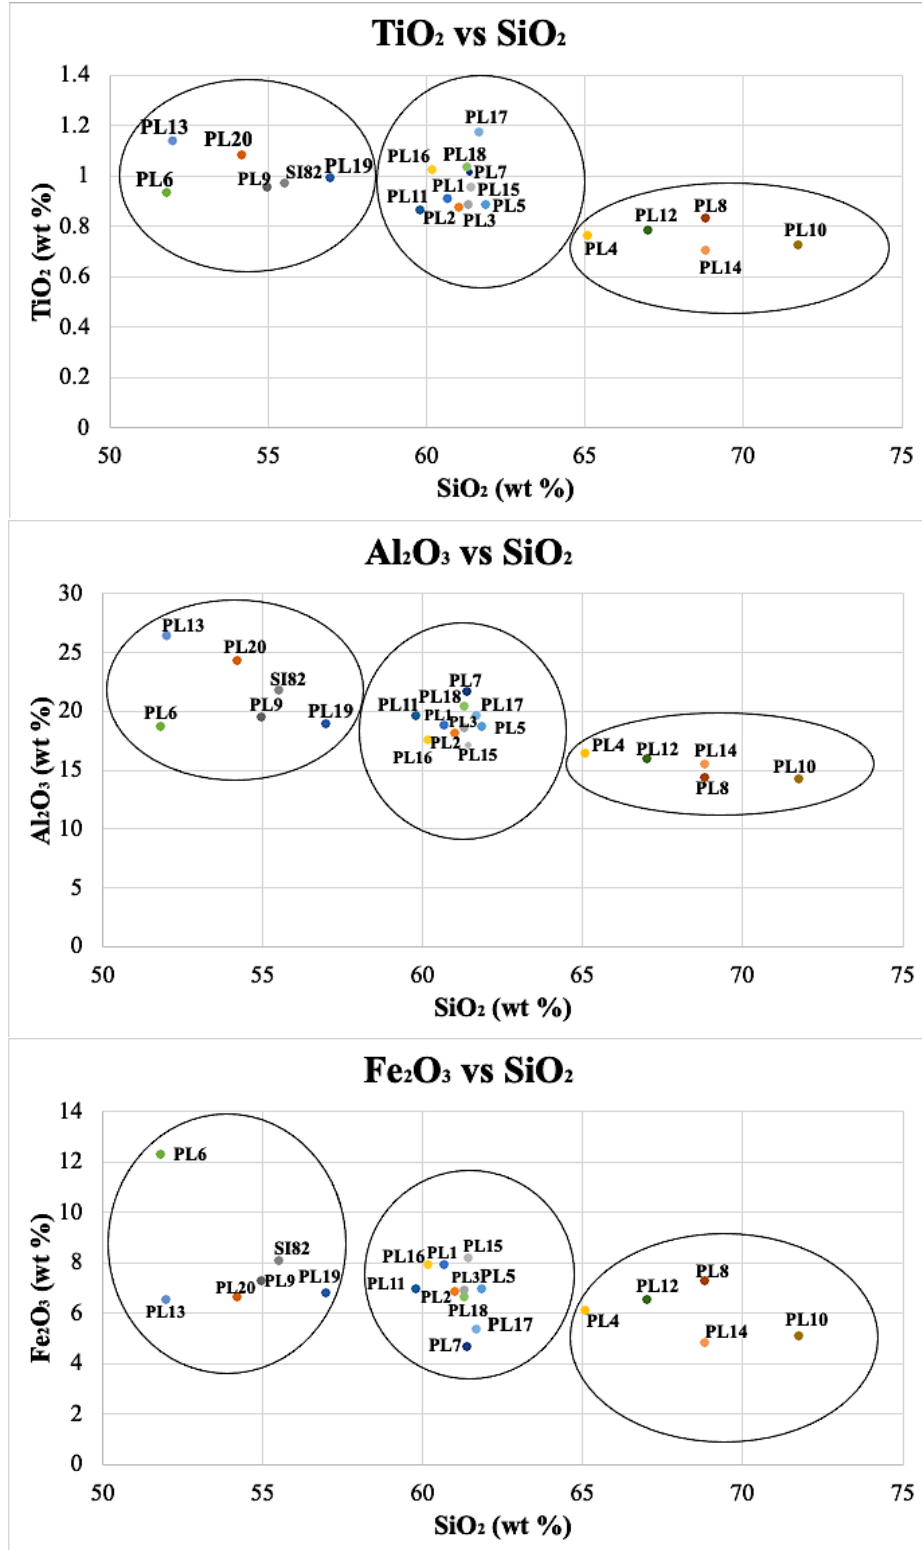 TiO₂ vs SiO₂
1.4
1.2
1
0.8
0.6
0.4
0.2
0
TiO₂ (wt %)
PL13
PL20
PL6
PL9
SI82
PL19
PL17
PL16
PL18
PL7
PL1
PL15
PL11
PL2
PL3
PL5
PL12
PL8
PL10
PL4
PL14
50
55
60
65
70
75
SiO₂ (wt %)
Al₂O₃ vs SiO₂
30
25
20
15
10
5
0
Al₂O₃ (wt %)
PL13
PL20
SI82
PL6
PL9
PL19
PL7
PL18
PL11
PL17
PL1
PL3
PL5
PL2
PL16
PL15
PL4
PL12
PL14
PL10
PL8
50
55
60
65
70
75
SiO₂ (wt %)
Fe₂O₃ vs SiO₂
14
12
10
8
6
4
2
0
Fe₂O₃ (wt %)
PL6
SI82
PL13
PL20
PL9
PL19
PL16
PL1
PL15
PL11
PL3
PL5
PL2
PL18
PL17
PL7
PL8
PL12
PL4
PL14
PL10
50
55
60
65
70
75
SiO₂ (wt %)